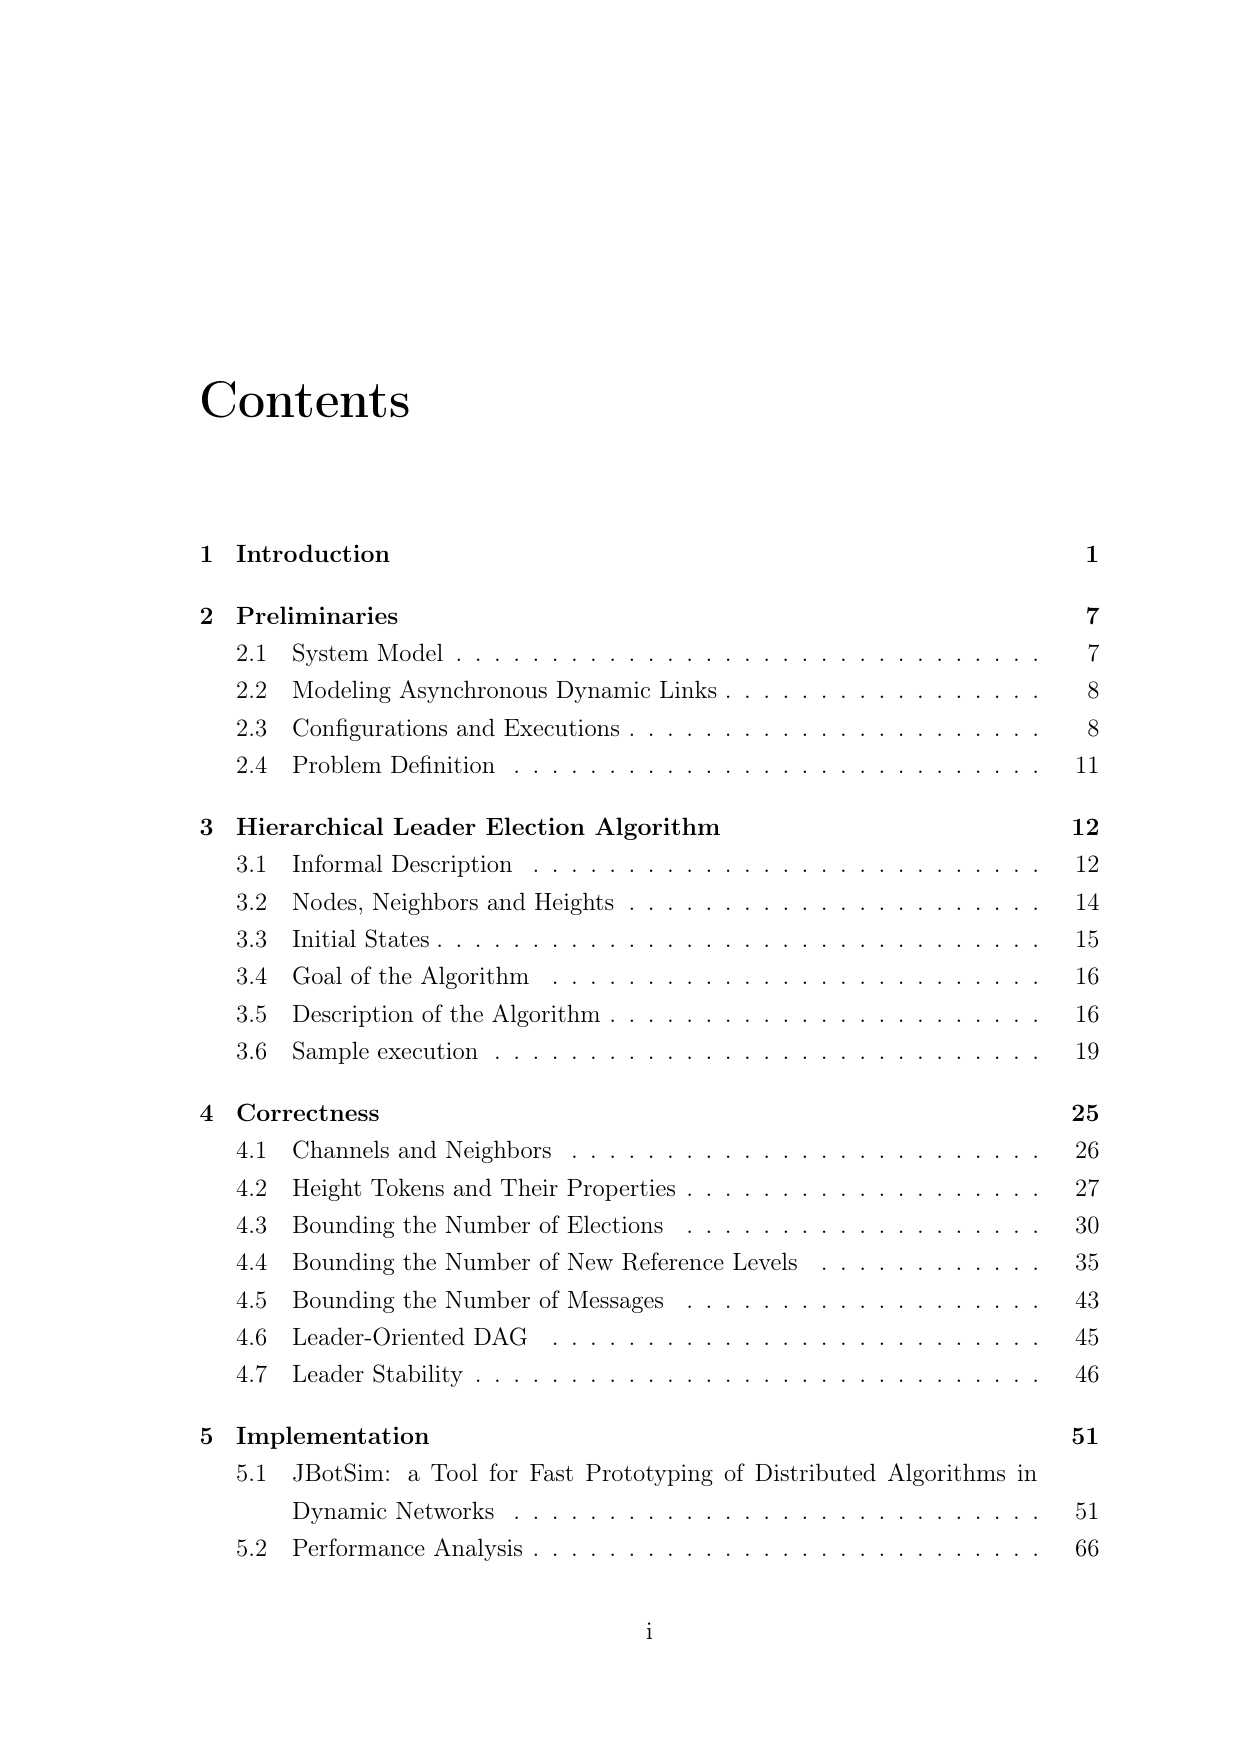 Contents
1 Introduction 1
2 Preliminaries 7
2.1 System Model . . . . . . . . . . . . . . . . . . . . . . . . . . . . . . . 7
2.2 Modeling Asynchronous Dynamic Links . . . . . . . . . . . . . . . . . 8
2.3 Configurations and Executions . . . . . . . . . . . . . . . . . . . . . . 8
2.4 Problem Definition . . . . . . . . . . . . . . . . . . . . . . . . . . . . 11
3 Hierarchical Leader Election Algorithm 12
3.1 Informal Description . . . . . . . . . . . . . . . . . . . . . . . . . . . 12
3.2 Nodes, Neighbors and Heights . . . . . . . . . . . . . . . . . . . . . . 14
3.3 Initial States . . . . . . . . . . . . . . . . . . . . . . . . . . . . . . . . 15
3.4 Goal of the Algorithm . . . . . . . . . . . . . . . . . . . . . . . . . . 16
3.5 Description of the Algorithm . . . . . . . . . . . . . . . . . . . . . . . 16
3.6 Sample execution . . . . . . . . . . . . . . . . . . . . . . . . . . . . . 19
4 Correctness 25
4.1 Channels and Neighbors . . . . . . . . . . . . . . . . . . . . . . . . . 26
4.2 Height Tokens and Their Properties . . . . . . . . . . . . . . . . . . . 27
4.3 Bounding the Number of Elections . . . . . . . . . . . . . . . . . . . 30
4.4 Bounding the Number of New Reference Levels . . . . . . . . . . . . 35
4.5 Bounding the Number of Messages . . . . . . . . . . . . . . . . . . . 43
4.6 Leader-Oriented DAG . . . . . . . . . . . . . . . . . . . . . . . . . . 45
4.7 Leader Stability . . . . . . . . . . . . . . . . . . . . . . . . . . . . . . 46
5 Implementation 51
5.1 JBotSim: a Tool for Fast Prototyping of Distributed Algorithms in
Dynamic Networks . . . . . . . . . . . . . . . . . . . . . . . . . . . . 51
5.2 Performance Analysis . . . . . . . . . . . . . . . . . . . . . . . . . . . 66
i